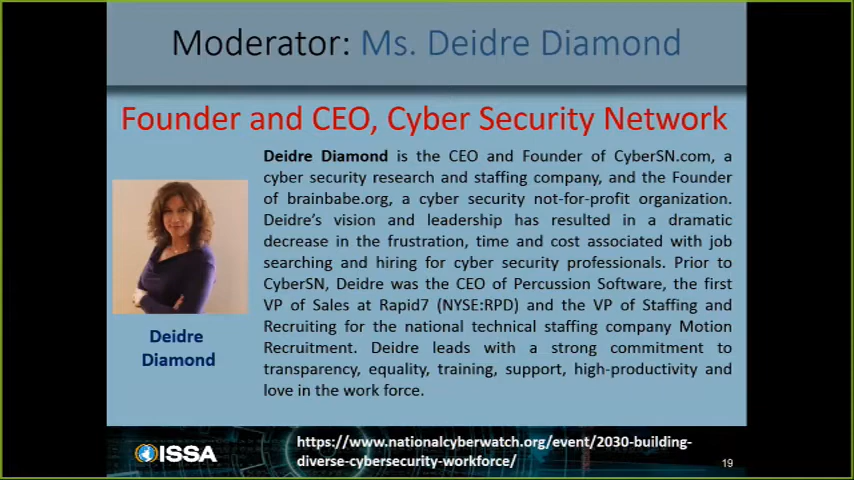 Moderator: Ms. Deidre Diamond
Founder and CEO, Cyber Security Network
Deidre Diamond is the CEO and Founder of CyberSN.com, a
cyber security research and staffing company, and the Founder
of brainbabe.org, a cyber security not-for-profit organization.
Deidre's vision and leadership has resulted in a dramatic
decrease in the frustration, time and cost associated with job
searching and hiring for cyber security professionals. Prior to
CyberSN, Deidre was the CEO of Percussion Software, the first
VP of Sales at Rapid7 (NYSE:RPD) and the VP of Staffing and
Recruiting for the national technical staffing company Motion
Recruitment. Deidre leads with a strong commitment to
transparency, equality, training, support, high-productivity and
love in the work force.
Deidre
Diamond
ISSA
https://www.nationalcyberwatch.org/event/2030-building-
diverse-cybersecurity-workforce/
19